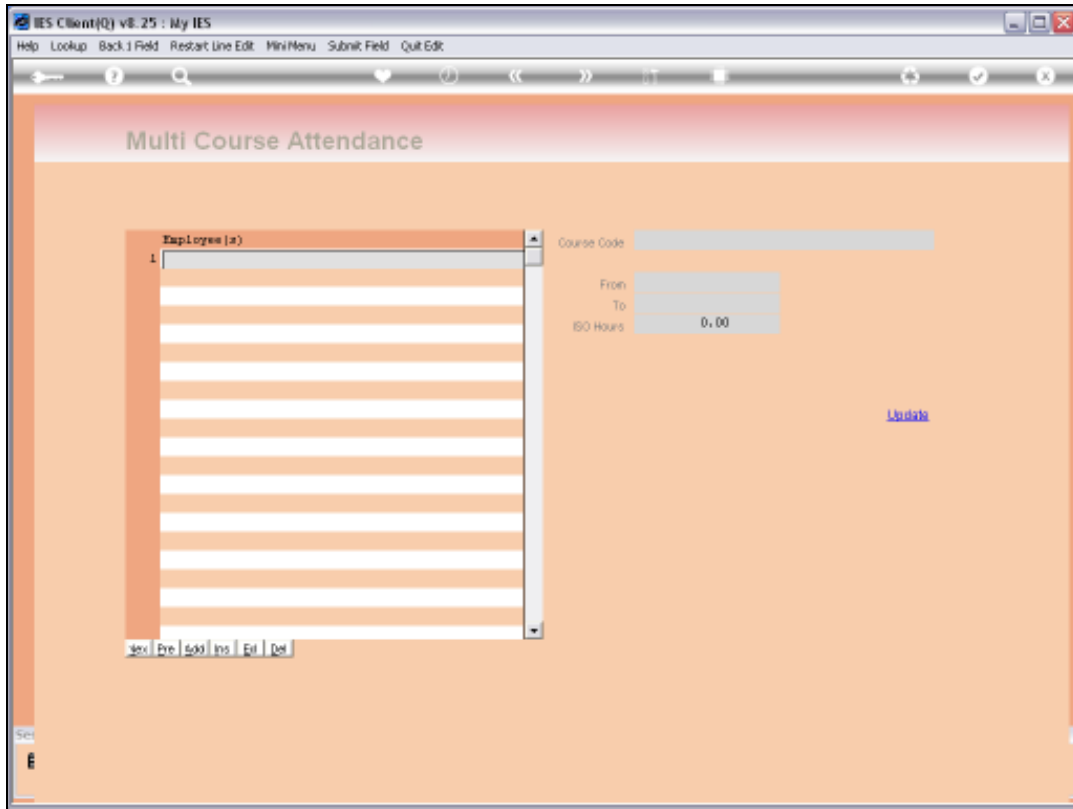 IES Client(Q) v8.25 : My IES
Help Lookup Back 1 Field Restart Line Edit MiniMenu Submit Field Quit Edit
Multi Course Attendance
Employee(s)
1
Course Code
From
To
ISO Hours 0.00
Update
Nex Pre Add Ins Ed Del
Ses